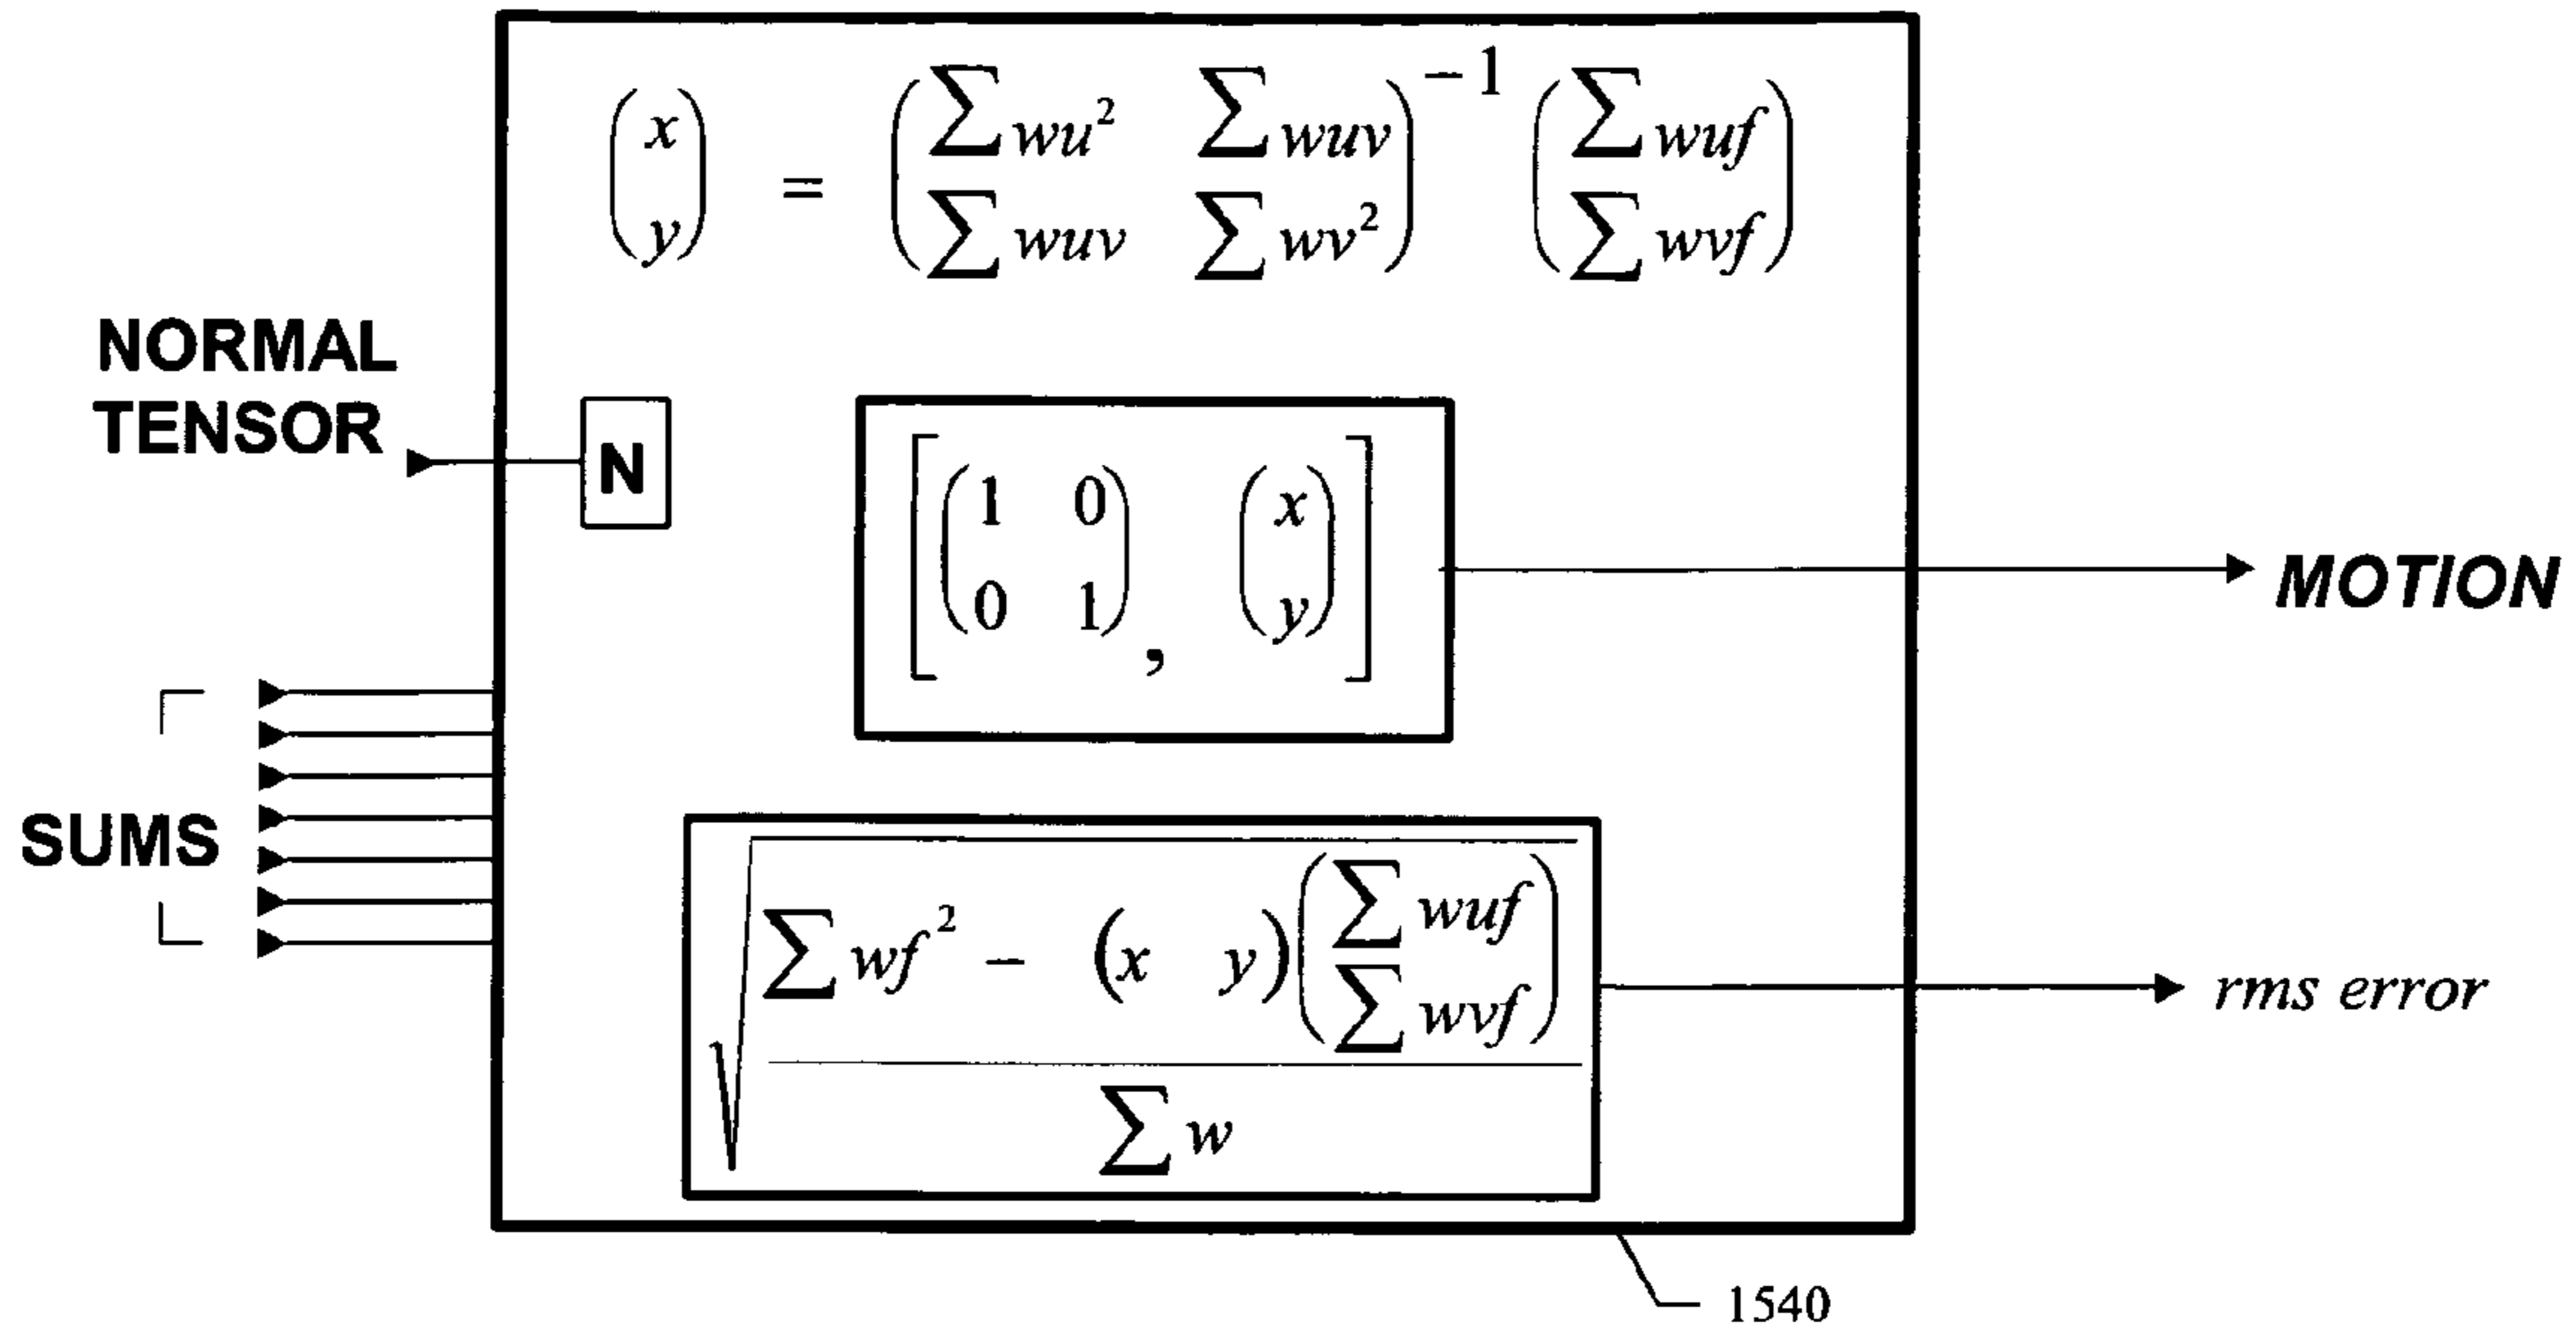 (x y) = (∑wu² ∑wuv ∑wuv ∑wv²)⁻¹ (∑wuf ∑wvf)
NORMAL
TENSOR
N
[(1 0 0 1), (x y)]
MOTION
SUMS
√((∑wf² − (x y)(∑wuf ∑wvf)) / ∑w)
rms error
1540